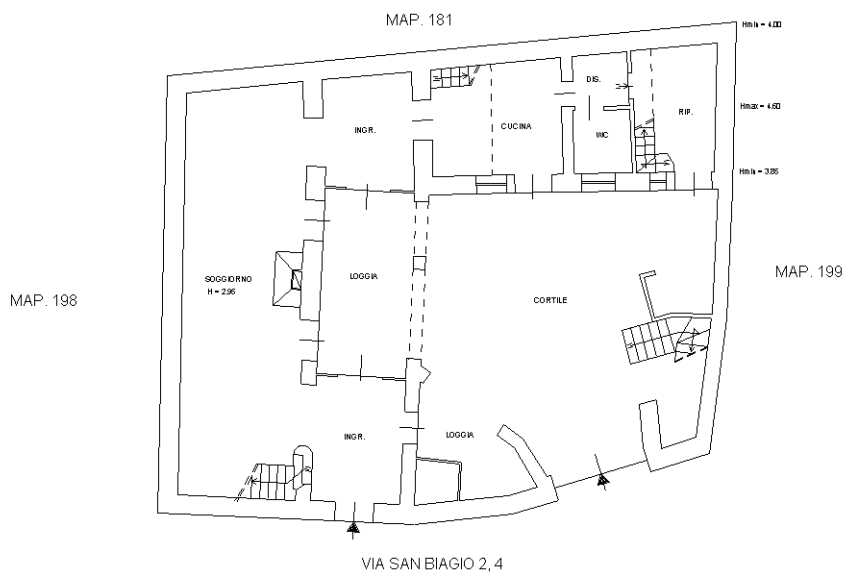 MAP. 181
Hmin = 4.00
DIS.
Hmax = 4.60
RIP.
INGR.
CUCINA
WC
Hmin = 3.85
SOGGIORNO
H = 2.95
LOGGIA
MAP. 199
MAP. 198
CORTILE
INGR.
LOGGIA
VIA SAN BIAGIO 2, 4